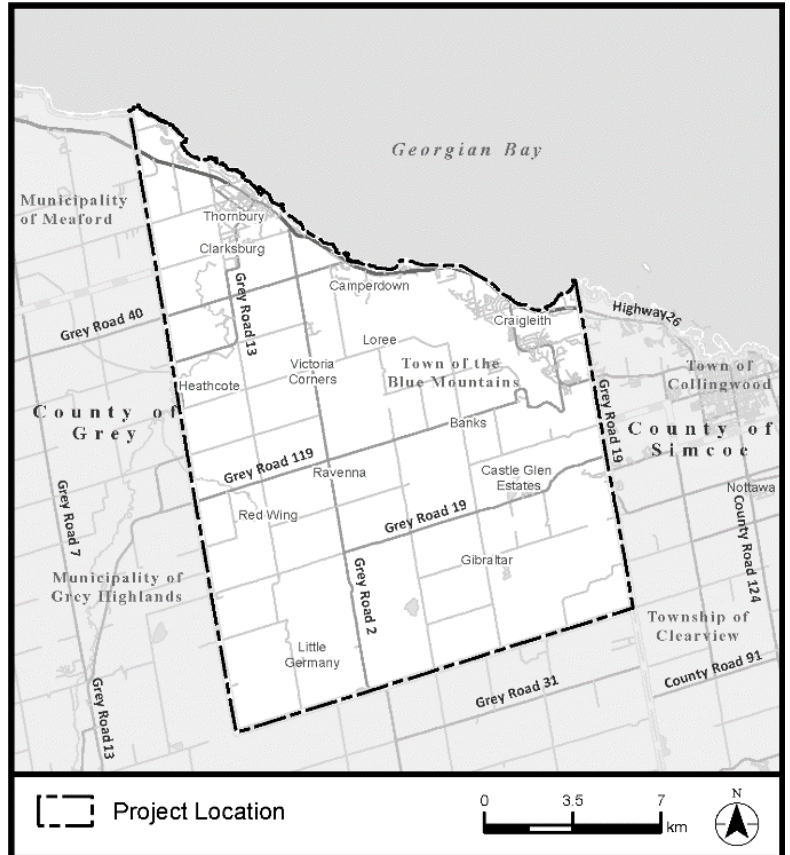 Georgian Bay
Municipality
of Meaford
Thornbury
Clarksburg
Camperdown
Craigleith
Highway26
Grey Road 40
Grey Road 13
Loree
Victoria
Corners
Town of the
Blue Mountains
Town of
Collingwood
Heathcote
County of
Grey
Banks
Grey Road 19
County of
Simcoe
Grey Road 119
Ravenna
Castle Glen
Estates
Nottawa
Red Wing
Grey Road 19
Grey Road 7
County Road 124
Gibraltar
Municipality of
Grey Highlands
Grey Road 2
Township of
Clearview
Little
Germany
County Road 91
Grey Road 31
Grey Road 13
Project Location
0 3.5 7
km
N